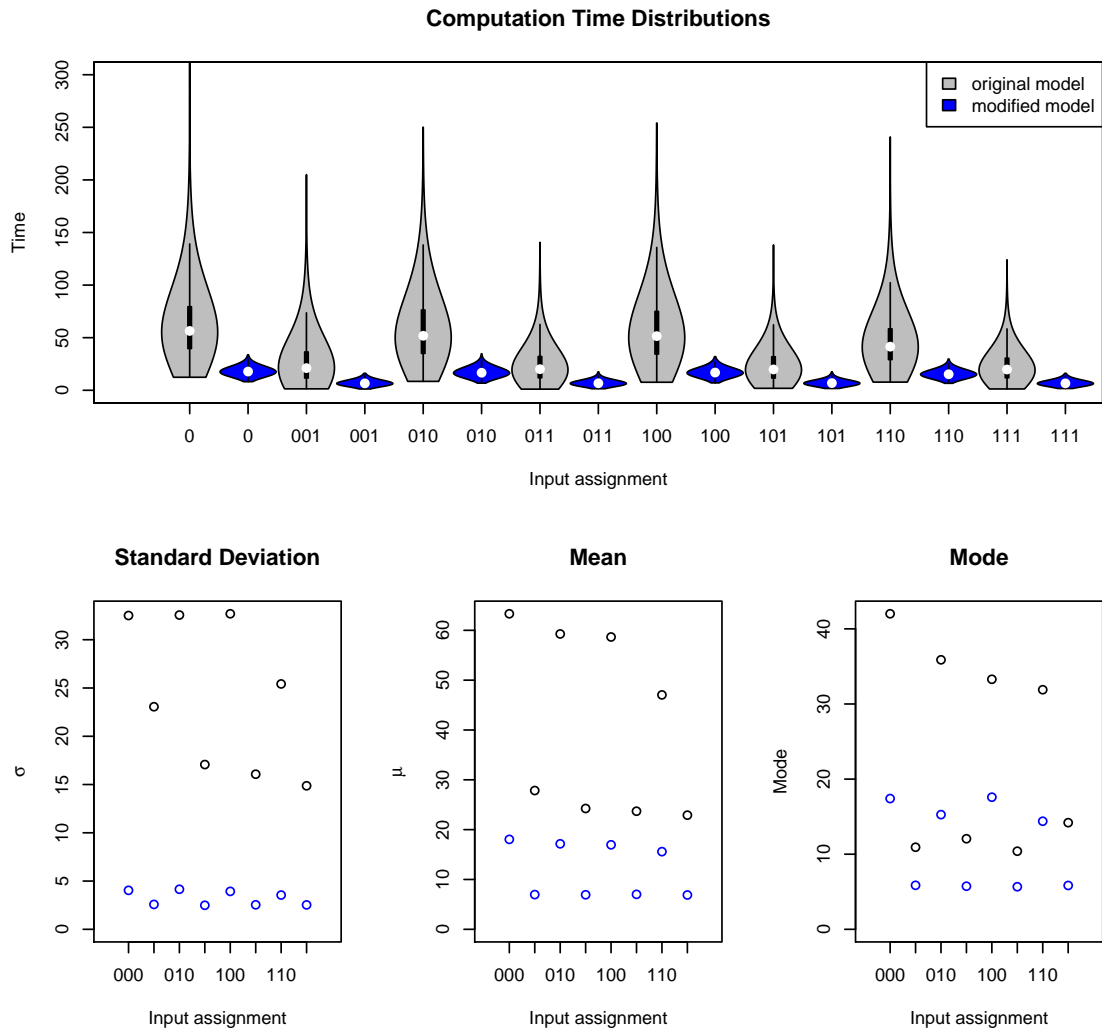 Computation Time Distributions
300
250
200
150
100
50
0
Time
original model
modified model
0 0 001 001 010 010 011 011 100 100 101 101 110 110 111 111
Input assignment
Standard Deviation
35
30
25
20
15
10
5
0
σ
000 010 100 110
Input assignment
Mean
60
50
40
30
20
10
0
μ
000 010 100 110
Input assignment
Mode
40
30
20
10
0
Mode
000 010 100 110
Input assignment